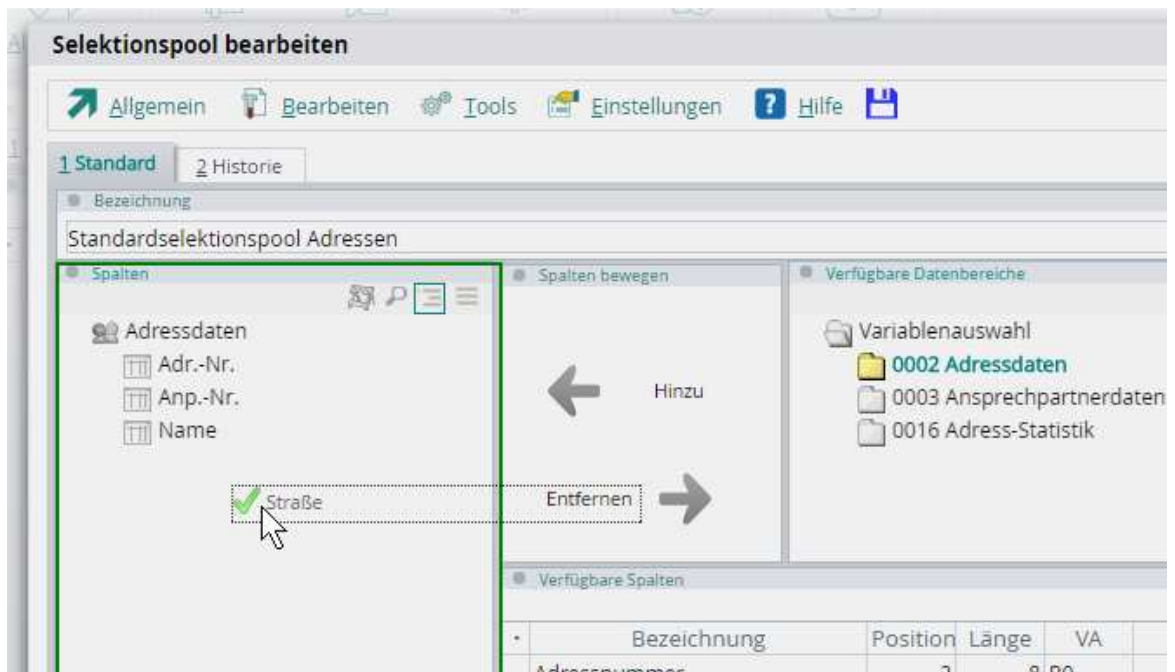 Selektionspool bearbeiten
Allgemein Bearbeiten Tools Einstellungen Hilfe
1 Standard 2 Historie
Bezeichnung
Standardselektionspool Adressen
Spalten
Adressdaten
Adr.-Nr.
Anp.-Nr.
Name
Straße
Spalten bewegen
Hinzu
Entfernen
Verfügbare Datenbereiche
Variablenauswahl
0002 Adressdaten
0003 Ansprechpartnerdaten
0016 Adress-Statistik
Verfügbare Spalten
Bezeichnung Position Länge VA
Adressnummer